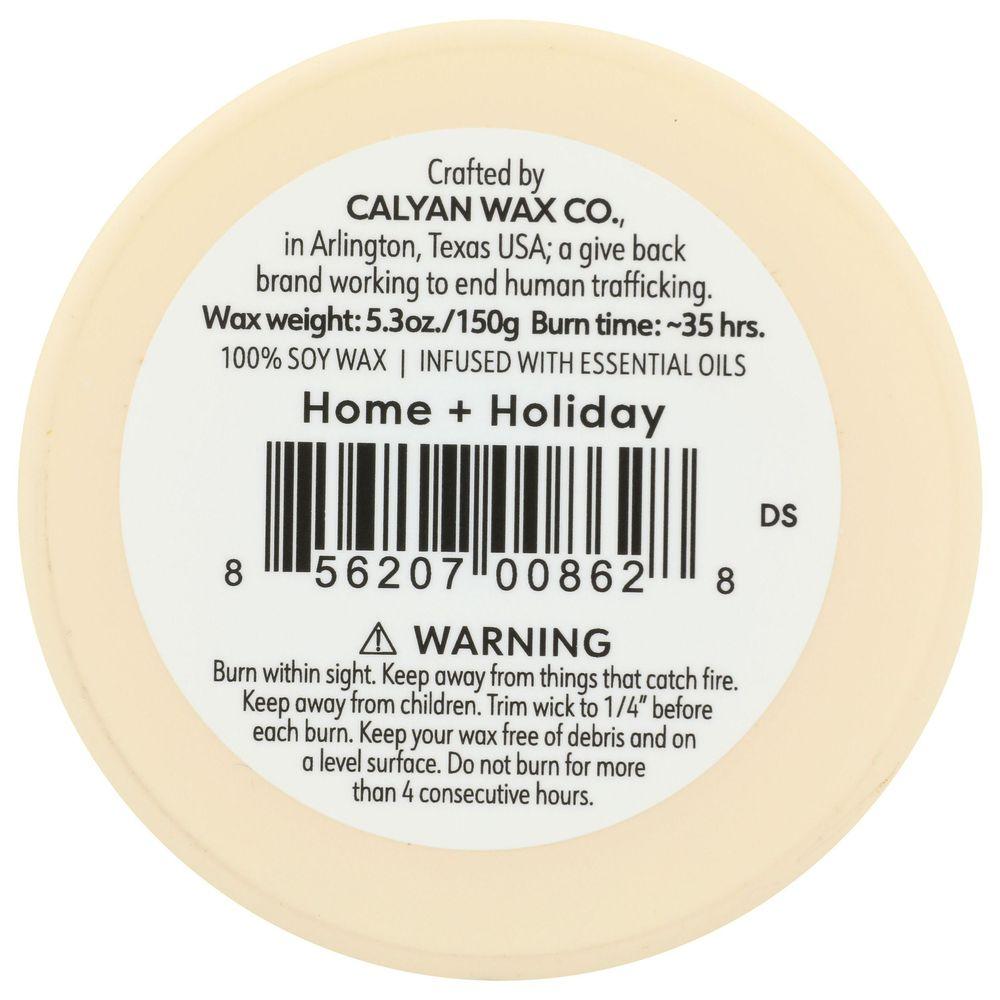 Crafted by
CALYAN WAX CO.,
in Arlington, Texas USA; a give back
brand working to end human trafficking.
Wax weight: 5.3oz./150g Burn time: ~35 hrs.
100% SOY WAX | INFUSED WITH ESSENTIAL OILS
Home + Holiday
DS
8 56207 00862 8
⚠ WARNING
Burn within sight. Keep away from things that catch fire.
Keep away from children. Trim wick to 1/4" before
each burn. Keep your wax free of debris and on
a level surface. Do not burn for more
than 4 consecutive hours.